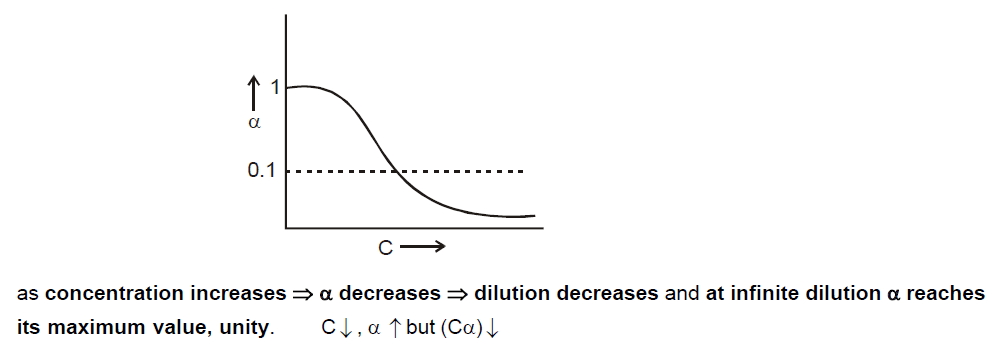 1
α
0.1
C
as concentration increases ⇒ α decreases ⇒ dilution decreases and at infinite dilution α reaches
its maximum value, unity. C↓, α ↑ but (Cα)↓